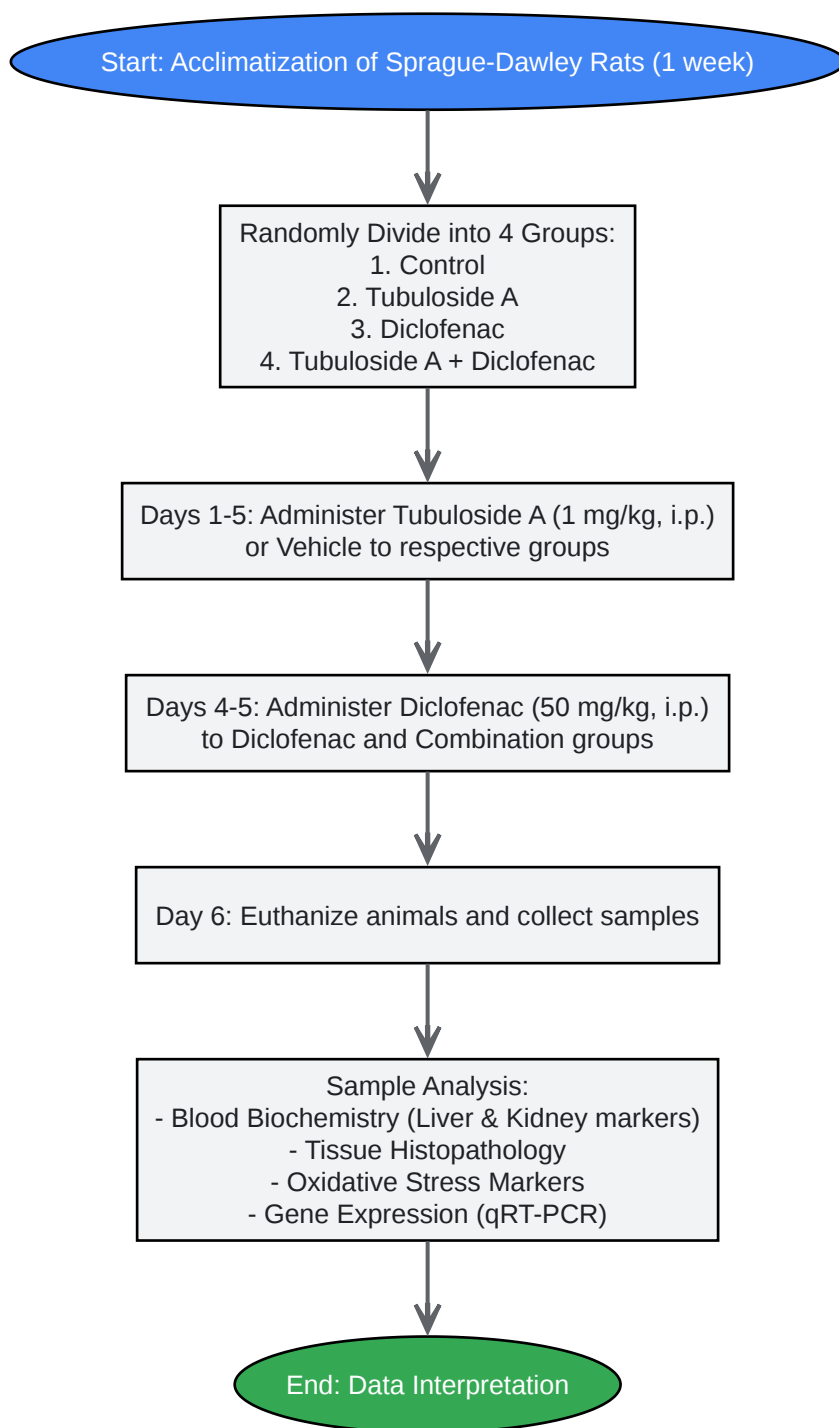 Start: Acclimatization of Sprague-Dawley Rats (1 week)
Randomly Divide into 4 Groups:
1. Control
2. Tubuloside A
3. Diclofenac
4. Tubuloside A + Diclofenac
Days 1-5: Administer Tubuloside A (1 mg/kg, i.p.)
or Vehicle to respective groups
Days 4-5: Administer Diclofenac (50 mg/kg, i.p.)
to Diclofenac and Combination groups
Day 6: Euthanize animals and collect samples
Sample Analysis:
- Blood Biochemistry (Liver & Kidney markers)
- Tissue Histopathology
- Oxidative Stress Markers
- Gene Expression (qRT-PCR)
End: Data Interpretation